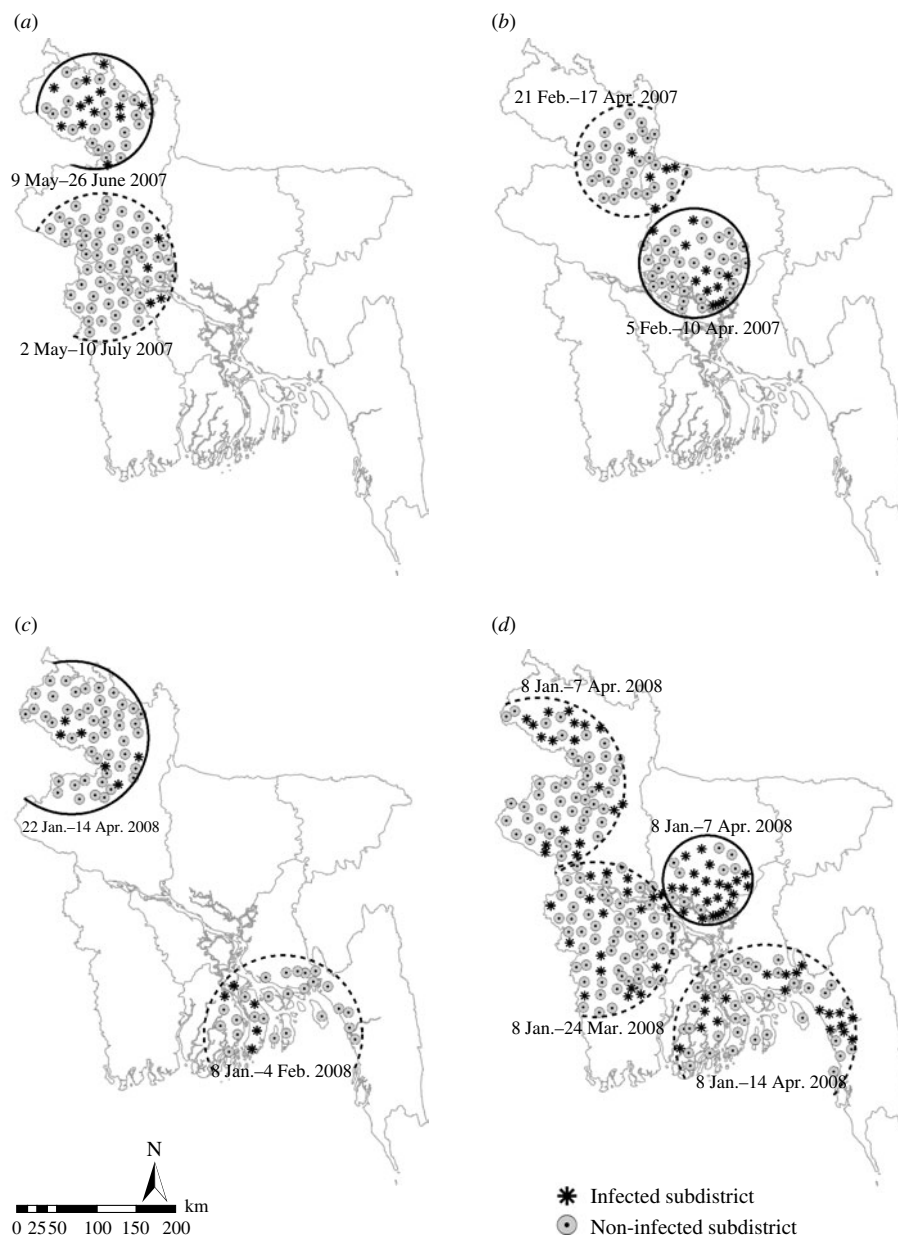 (a)
(b)
21 Feb.–17 Apr. 2007
9 May–26 June 2007
5 Feb.–10 Apr. 2007
2 May–10 July 2007
(c)
(d)
8 Jan.–7 Apr. 2008
22 Jan.–14 Apr. 2008
8 Jan.–7 Apr. 2008
8 Jan.–24 Mar. 2008
8 Jan.–4 Feb. 2008
8 Jan.–14 Apr. 2008
N
km
0 25 50 100 150 200
Infected subdistrict
Non-infected subdistrict